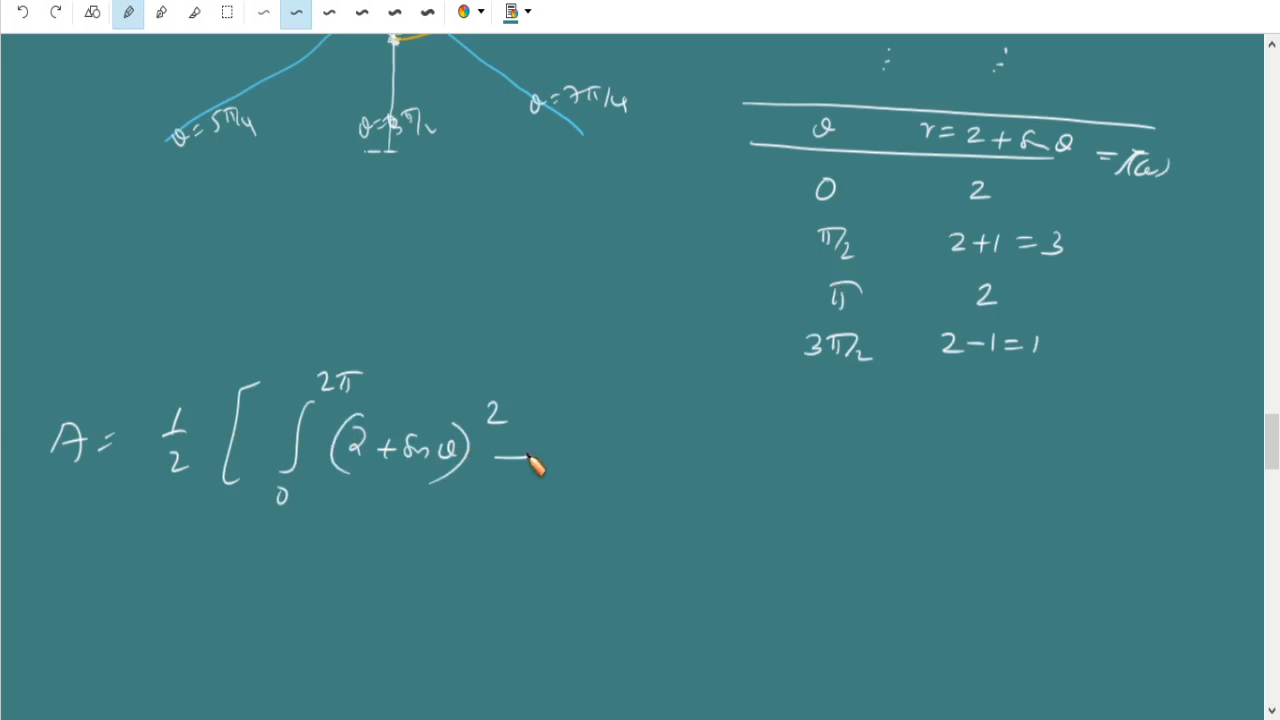 θ = 5π/4
θ = 3π/2
θ = 7π/4
θ r = 2 + sin θ = f(θ)
0 2
π/2 2+1 = 3
π 2
3π/2 2-1 = 1
A = 1/2 [ ∫₀^2π (2 + sin θ)² —